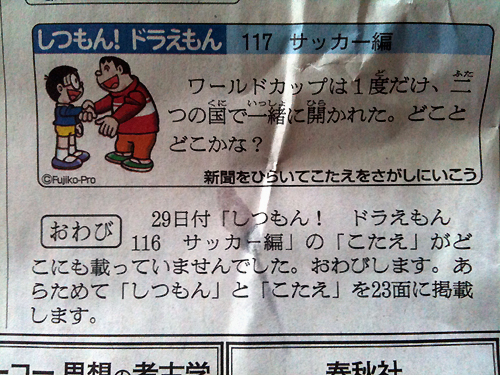 しつもん! ドラえもん 117 サッカー編
ワールドカップは1度だけ、二
つの国で一緒に開かれた。どこと
どこかな?
©Fujiko-Pro
新聞をひらいてこたえをさがしにいこう
おわび
29日付「しつもん! ドラえもん
116 サッカー編」の「こたえ」がど
こにも載っていませんでした。おわびします。あ
らためて「しつもん」と「こたえ」を23面に掲載
します。
思想の考古学
春秋社